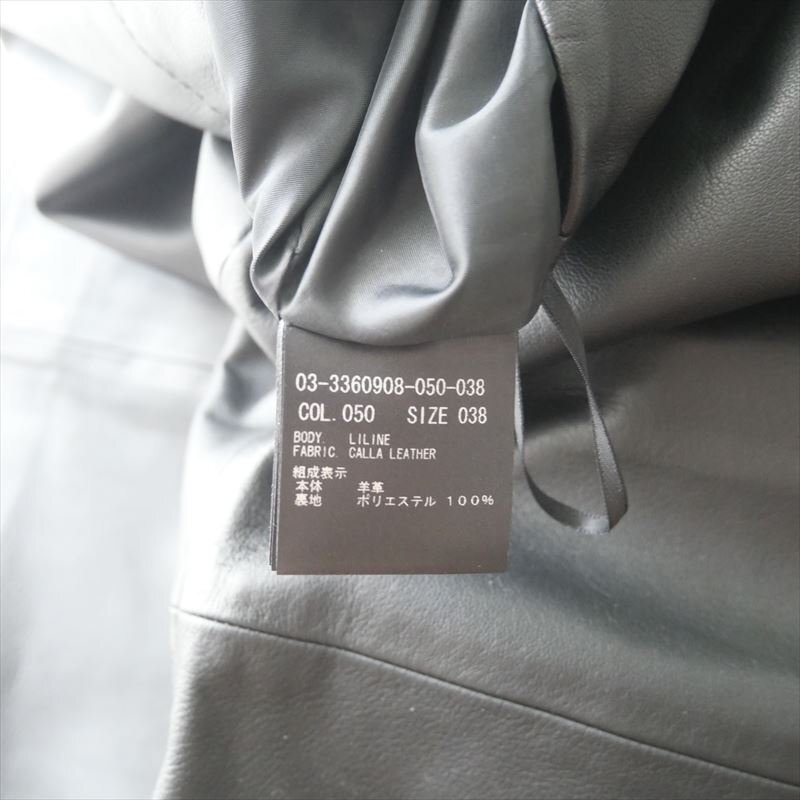 03-3360908-050-038
COL. 050 SIZE 038
BODY. LILINE
FABRIC. CALLA LEATHER
組成表示
本体 羊革
裏地 ポリエステル 100%